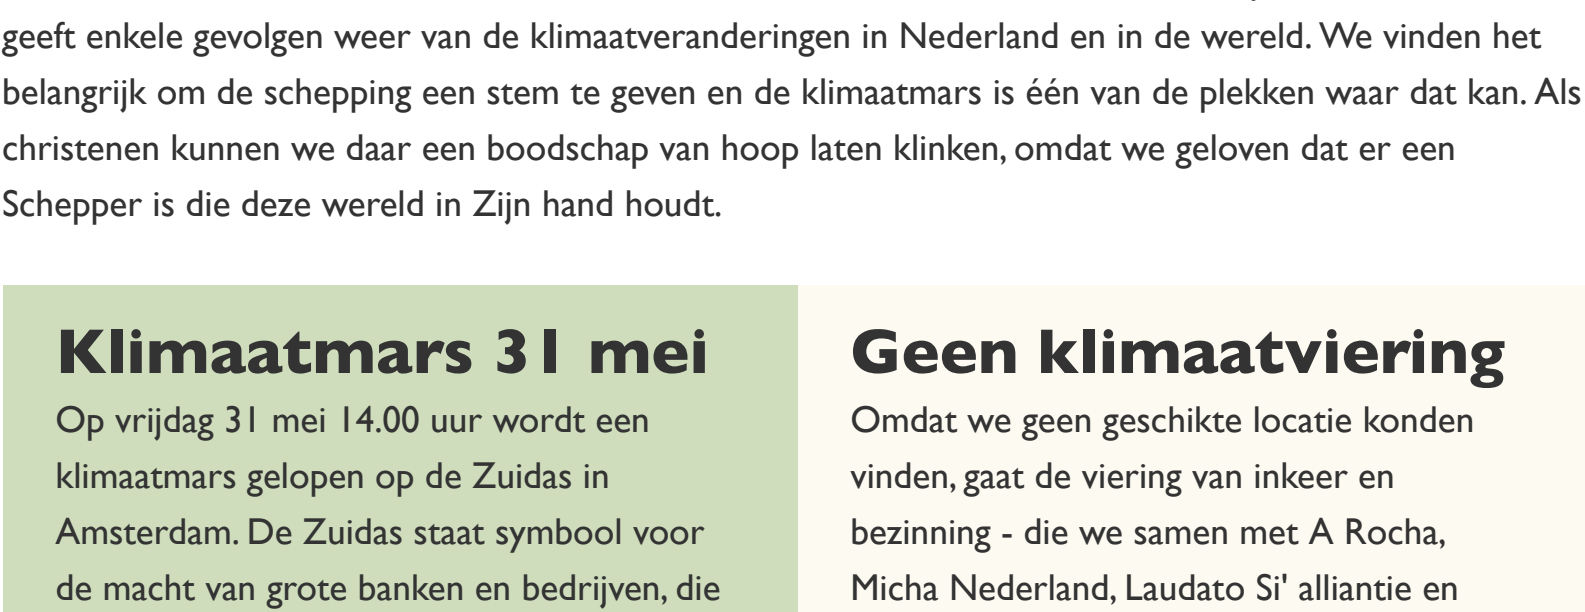 geeft enkele gevolgen weer van de klimaatveranderingen in Nederland en in de wereld. We vinden het
belangrijk om de schepping een stem te geven en de klimaatmars is één van de plekken waar dat kan. Als
christenen kunnen we daar een boodschap van hoop laten klinken, omdat we geloven dat er een
Schepper is die deze wereld in Zijn hand houdt.
Klimaatmars 31 mei
Op vrijdag 31 mei 14.00 uur wordt een
klimaatmars gelopen op de Zuidas in
Amsterdam. De Zuidas staat symbool voor
de macht van grote banken en bedrijven, die
Geen klimaatviering
Omdat we geen geschikte locatie konden
vinden, gaat de viering van inkeer en
bezinning - die we samen met A Rocha,
Micha Nederland, Laudato Si' alliantie en